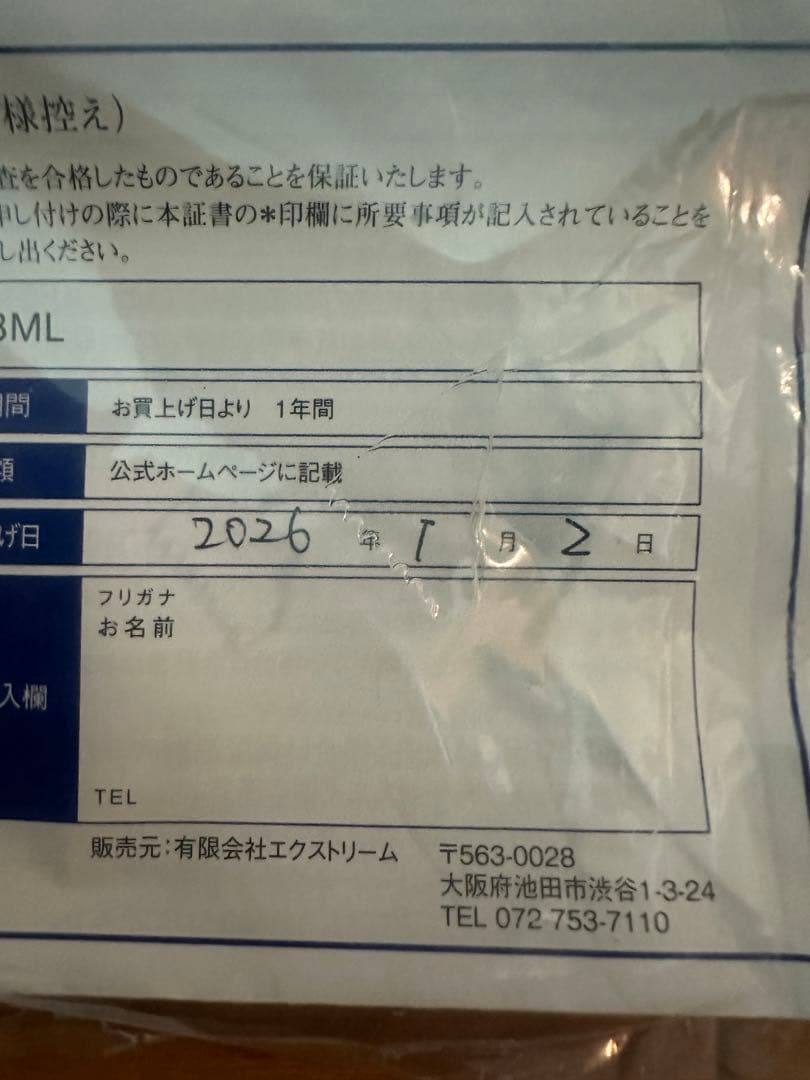 様控え)
査を合格したものであることを保証いたします。
申し付けの際に本証書の＊印欄に所要事項が記入されていることを
し出ください。
3ML
間 お買上げ日より 1年間
項 公式ホームページに記載
げ日 2026 年 1 月 2 日
フリガナ
お名前
入欄
TEL
販売元:有限会社エクストリーム 〒563-0028
大阪府池田市渋谷1-3-24
TEL 072 753-7110